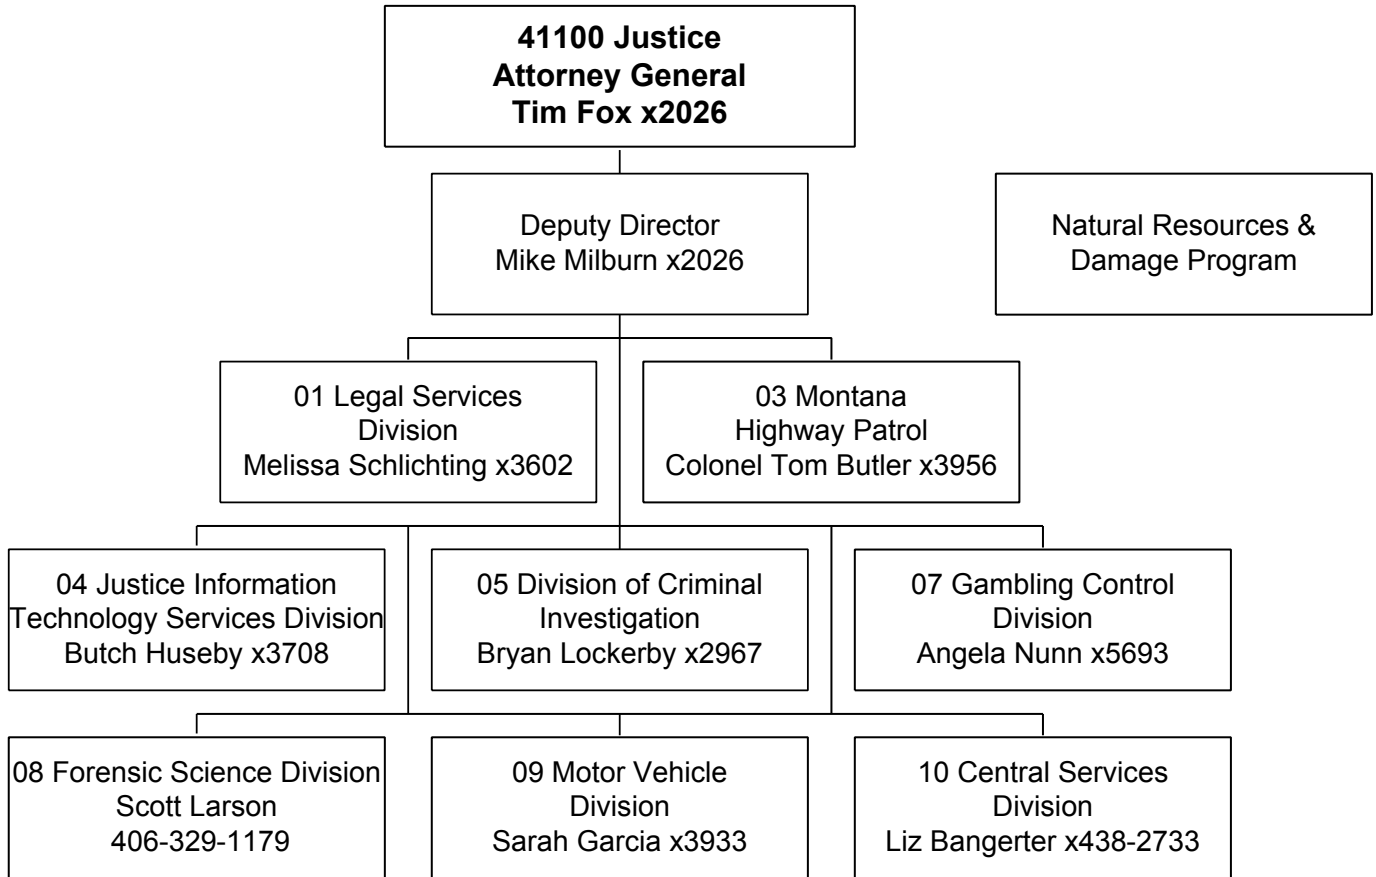 41100 Justice
Attorney General
Tim Fox x2026
Deputy Director
Mike Milburn x2026
Natural Resources &
Damage Program
01 Legal Services
Division
Melissa Schlichting x3602
03 Montana
Highway Patrol
Colonel Tom Butler x3956
04 Justice Information
Technology Services Division
Butch Huseby x3708
05 Division of Criminal
Investigation
Bryan Lockerby x2967
07 Gambling Control
Division
Angela Nunn x5693
08 Forensic Science Division
Scott Larson
406-329-1179
09 Motor Vehicle
Division
Sarah Garcia x3933
10 Central Services
Division
Liz Bangerter x438-2733